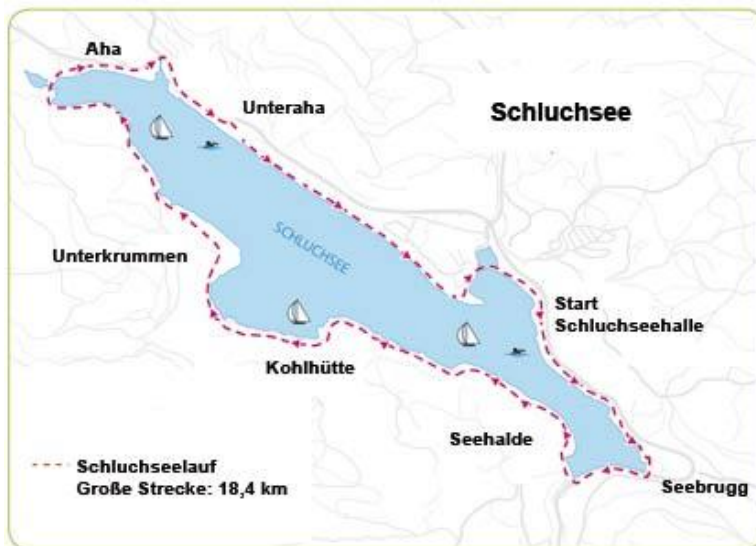 Aha
Unteraha
Schluchsee
SCHLUCHSEE
Unterkrummen
Start
Schluchseehalle
Kohlhütte
Seehalde
Seebrugg
Schluchseelauf
Große Strecke: 18,4 km